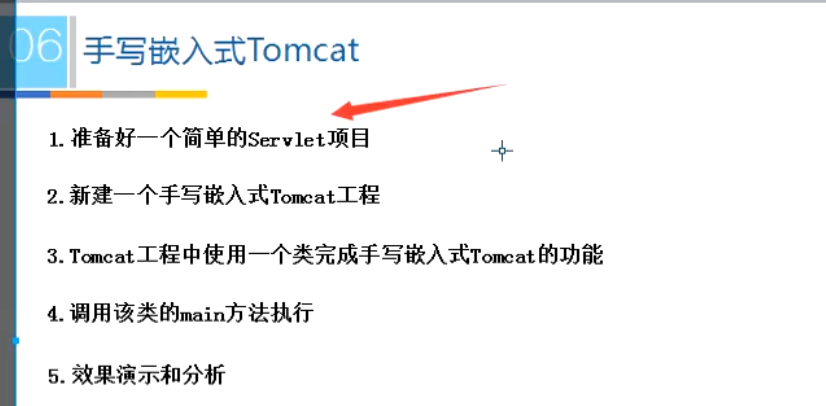 06 手写嵌入式Tomcat
1.准备好一个简单的Servlet项目
2.新建一个手写嵌入式Tomcat工程
3.Tomcat工程中使用一个类完成手写嵌入式Tomcat的功能
4.调用该类的main方法执行
5.效果演示和分析